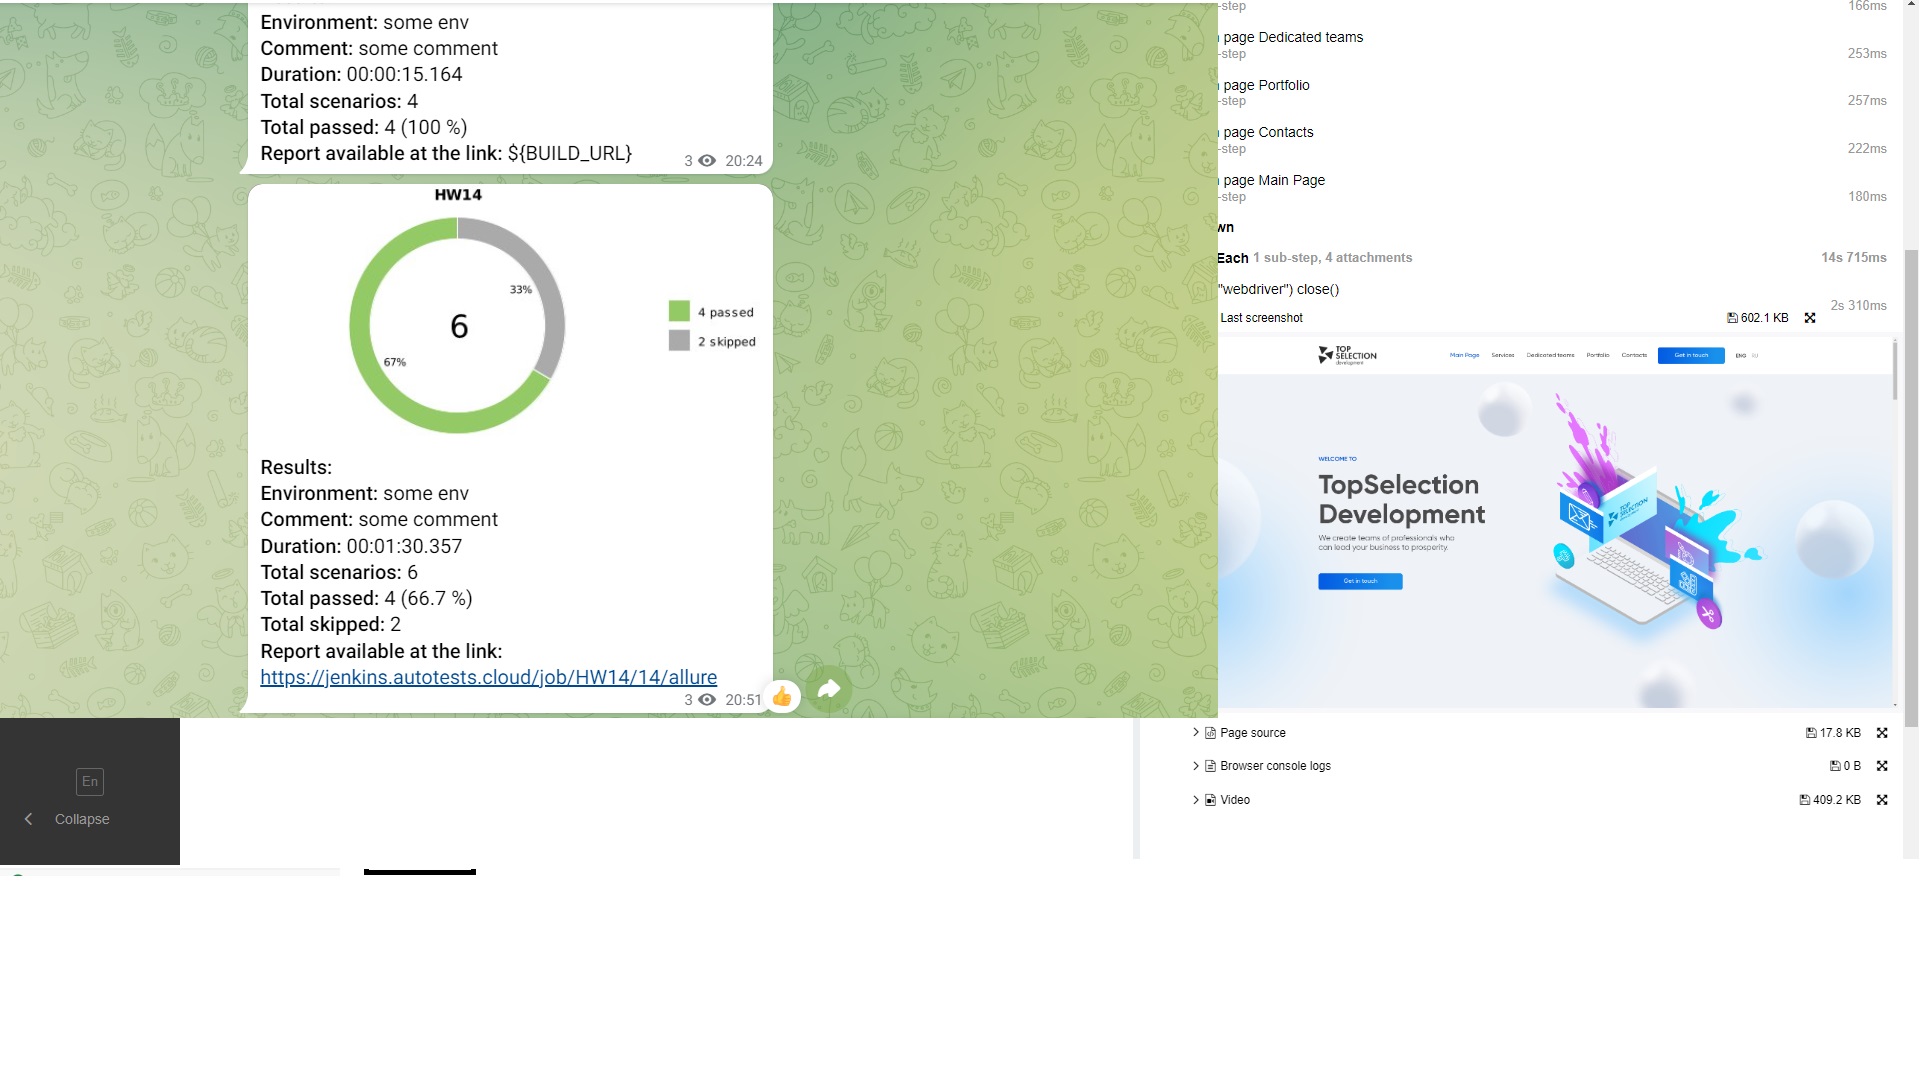 Environment: some env
Comment: some comment
Duration: 00:00:15.164
Total scenarios: 4
Total passed: 4 (100 %)
Report available at the link: ${BUILD_URL}
3 20:24
HW14
33%
6
67%
4 passed
2 skipped
Results:
Environment: some env
Comment: some comment
Duration: 00:01:30.357
Total scenarios: 6
Total passed: 4 (66.7 %)
Total skipped: 2
Report available at the link:
https://jenkins.autotests.cloud/job/HW14/14/allure
3 20:51
En
Collapse
-step 166ms
page Dedicated teams
-step 253ms
page Portfolio
-step 257ms
page Contacts
-step 222ms
page Main Page
-step 180ms
wn
Each 1 sub-step, 4 attachments 14s 715ms
"webdriver") close()
2s 310ms
Last screenshot 602.1 KB
TOP SELECTION development
Main Page Services Dedicated teams Portfolio Contacts Get in touch ENG RU
WELCOME TO
TopSelection
Development
We create teams of professionals who
can lead your business to prosperity.
Get in touch
TOP
SELECTION
Page source 17.8 KB
Browser console logs 0 B
Video 409.2 KB